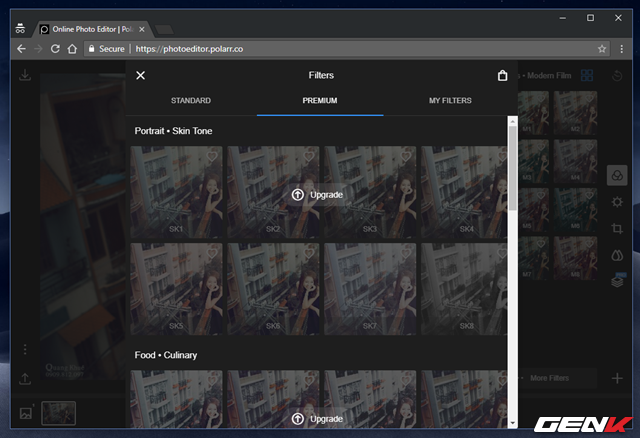 Online Photo Editor | Pola
Secure | https://photoeditor.polarr.co
Filters
s • Modern Film
STANDARD
PREMIUM
MY FILTERS
Portrait • Skin Tone
M1
M2
M3
M4
M5
M6
M7
M8
SK1
SK2
SK3
SK4
Upgrade
SK5
SK6
SK7
SK8
Food • Culinary
More Filters
Upgrade
GENK